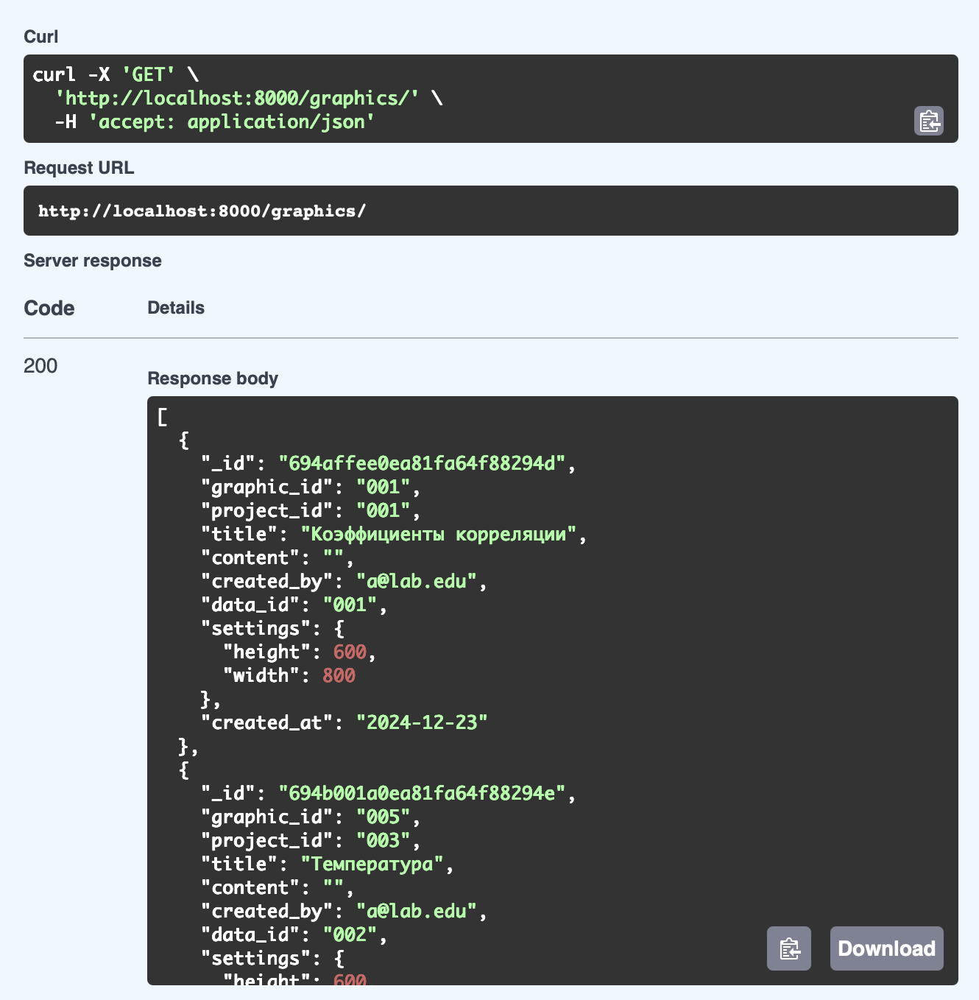 Curl
curl -X 'GET' \
  'http://localhost:8000/graphics/' \
  -H 'accept: application/json'
Request URL
http://localhost:8000/graphics/
Server response
Code Details
200
Response body
[
  {
    "_id": "694affee0ea81fa64f88294d",
    "graphic_id": "001",
    "project_id": "001",
    "title": "Коэффициенты корреляции",
    "content": "",
    "created_by": "a@lab.edu",
    "data_id": "001",
    "settings": {
      "height": 600,
      "width": 800
    },
    "created_at": "2024-12-23"
  },
  {
    "_id": "694b001a0ea81fa64f88294e",
    "graphic_id": "005",
    "project_id": "003",
    "title": "Температура",
    "content": "",
    "created_by": "a@lab.edu",
    "data_id": "002",
    "settings": {
      "height": 600
Download